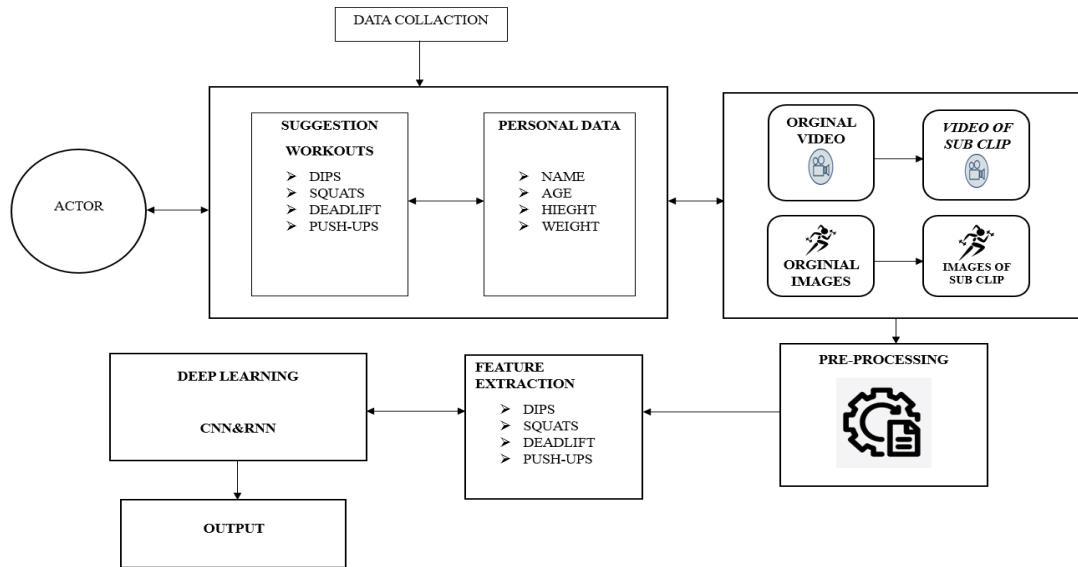 DATA COLLACTION
ACTOR
SUGGESTION
WORKOUTS
DIPS
SQUATS
DEADLIFT
PUSH-UPS
PERSONAL DATA
NAME
AGE
HIEGHT
WEIGHT
ORGINAL
VIDEO
VIDEO OF
SUB CLIP
ORGINIAL
IMAGES
IMAGES OF
SUB CLIP
PRE-PROCESSING
FEATURE
EXTRACTION
DIPS
SQUATS
DEADLIFT
PUSH-UPS
DEEP LEARNING
CNN&RNN
OUTPUT